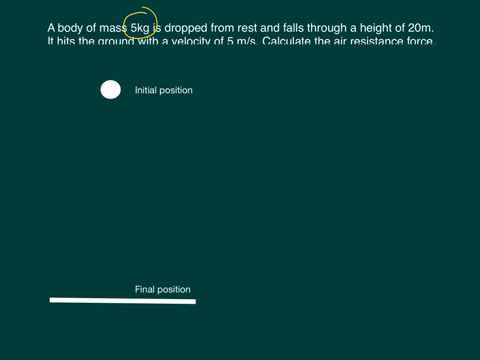 A body of mass 5kg is dropped from rest and falls through a height of 20m.
It hits the ground with a velocity of 5 m/s. Calculate the air resistance force.
Initial position
Final position